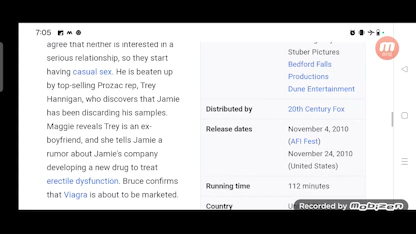 7:05
agree that neither is interested in a
serious relationship, so they start
having casual sex. He is beaten up
by top-selling Prozac rep, Trey
Hannigan, who discovers that Jamie
has been discarding his samples.
Maggie reveals Trey is an ex-
boyfriend, and she tells Jamie a
rumor about Jamie's company
developing a new drug to treat
erectile dysfunction. Bruce confirms
that Viagra is about to be marketed.
Stuber Pictures
Bedford Falls
Productions
Dune Entertainment
Distributed by 20th Century Fox
Release dates November 4, 2010
(AFI Fest)
November 24, 2010
(United States)
Running time 112 minutes
Country
Recorded by Mobizen